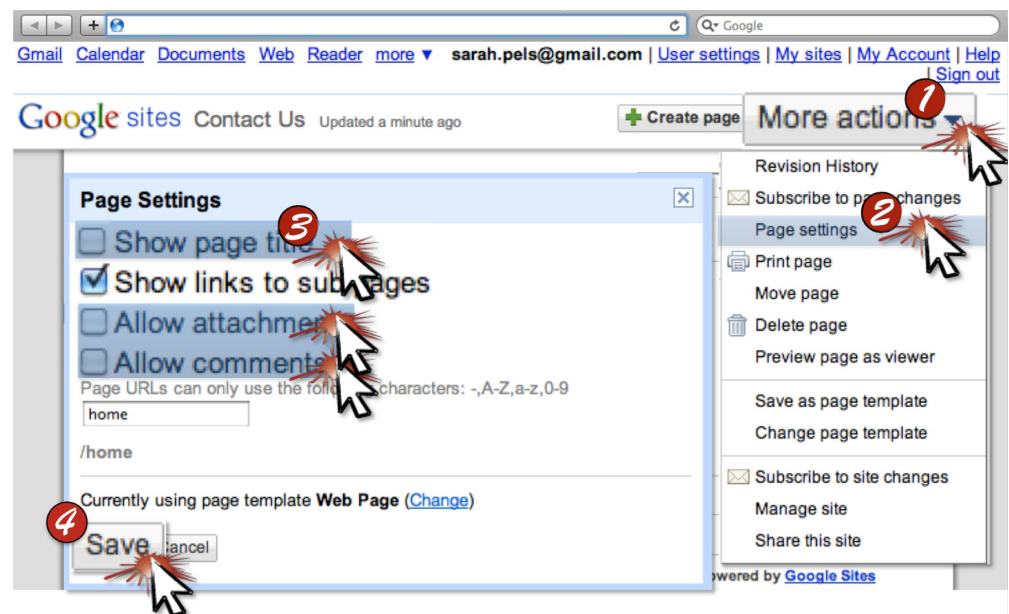 Google
Gmail Calendar Documents Web Reader more ▼ sarah.pels@gmail.com | User settings | My sites | My Account | Help
| Sign out
Google sites Contact Us Updated a minute ago Create page More actions
1
Revision History
Subscribe to page changes
2
Page settings
Print page
Move page
Delete page
Preview page as viewer
Save as page template
Change page template
Subscribe to site changes
Manage site
Share this site
Page Settings
3
Show page title
Show links to subpages
Allow attachmen
Allow comments
Page URLs can only use the following characters: -,A-Z,a-z,0-9
home
/home
Currently using page template Web Page (Change)
4
Save Cancel
wered by Google Sites